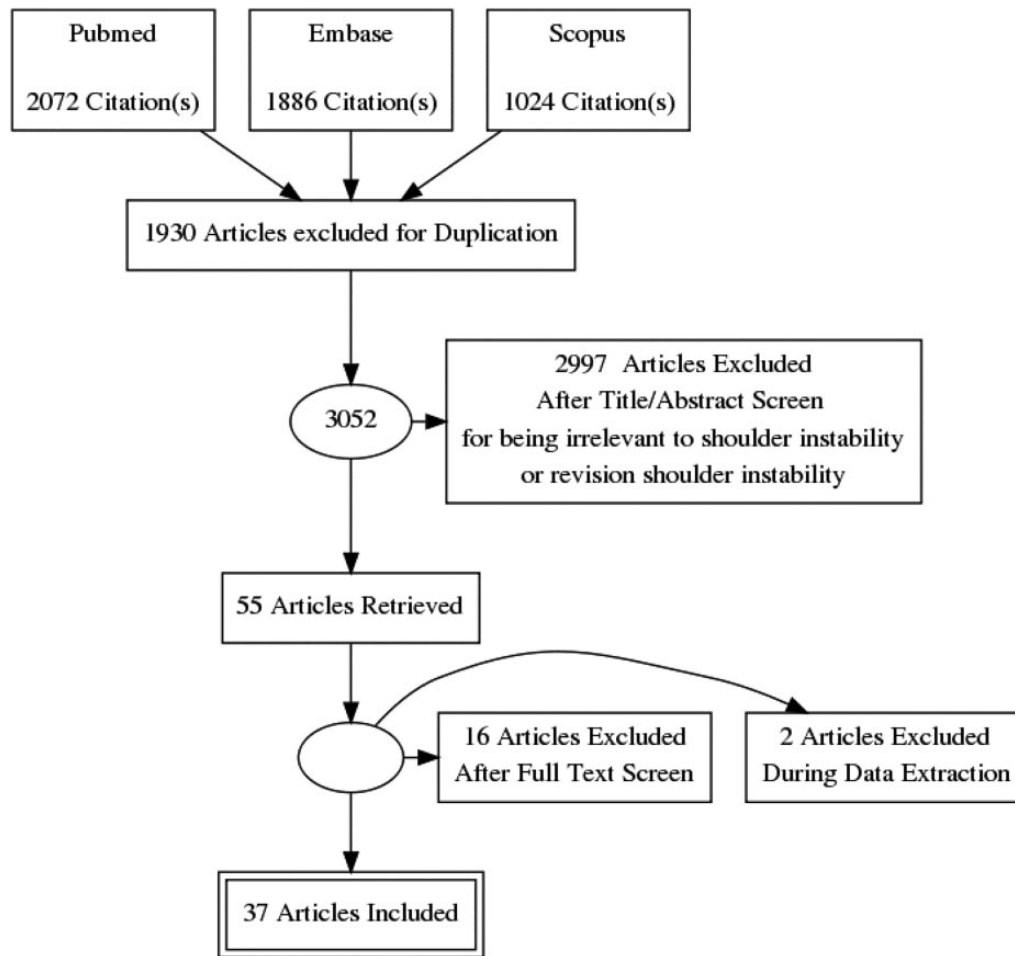 Pubmed
2072 Citation(s)
Embase
1886 Citation(s)
Scopus
1024 Citation(s)
1930 Articles excluded for Duplication
3052
2997 Articles Excluded
After Title/Abstract Screen
for being irrelevant to shoulder instability
or revision shoulder instability
55 Articles Retrieved
16 Articles Excluded
After Full Text Screen
2 Articles Excluded
During Data Extraction
37 Articles Included